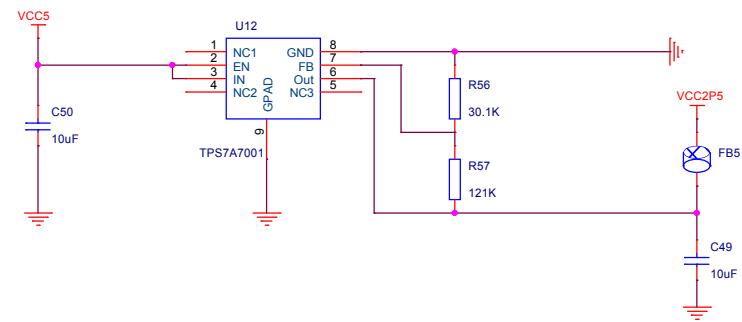 VCC5
U12
1 NC1 GND 8
2 EN FB 7
3 IN Out 6
4 NC2 NC3 5
GPAD
9
TPS7A7001
C50
10uF
R56
30.1K
R57
121K
VCC2P5
FB5
C49
10uF